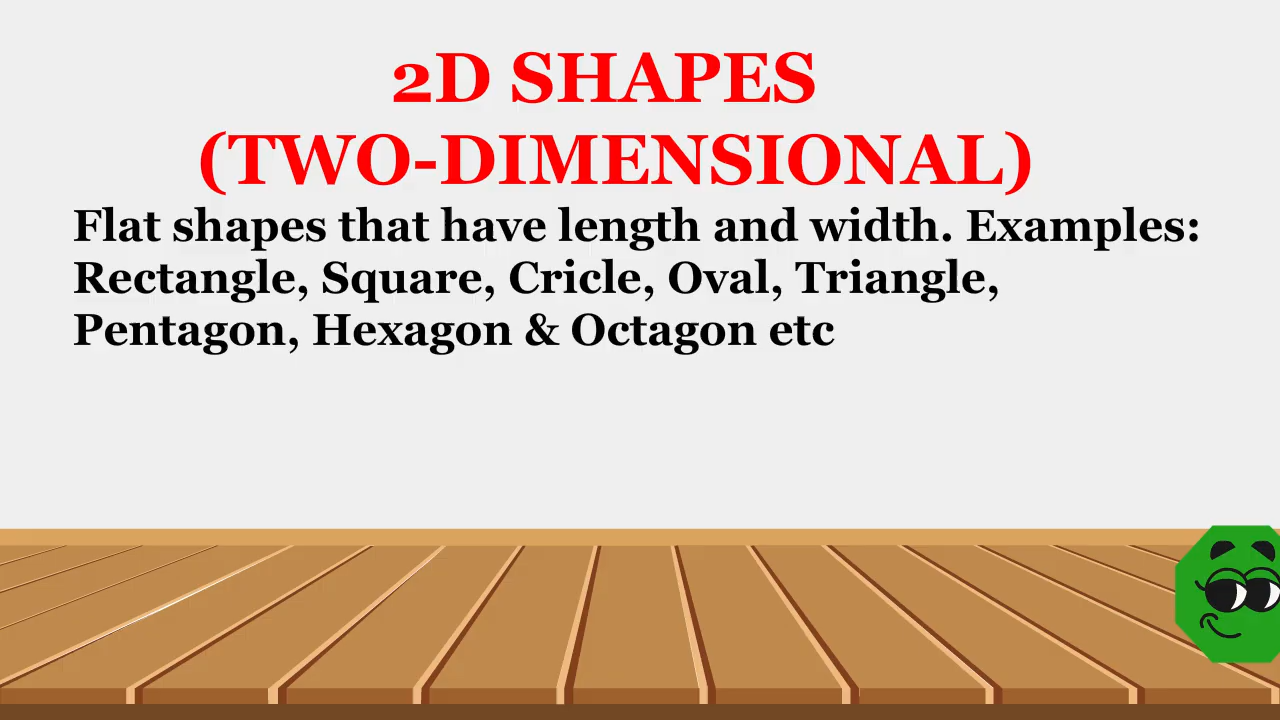 2D SHAPES
(TWO-DIMENSIONAL)
Flat shapes that have length and width. Examples:
Rectangle, Square, Cricle, Oval, Triangle,
Pentagon, Hexagon & Octagon etc